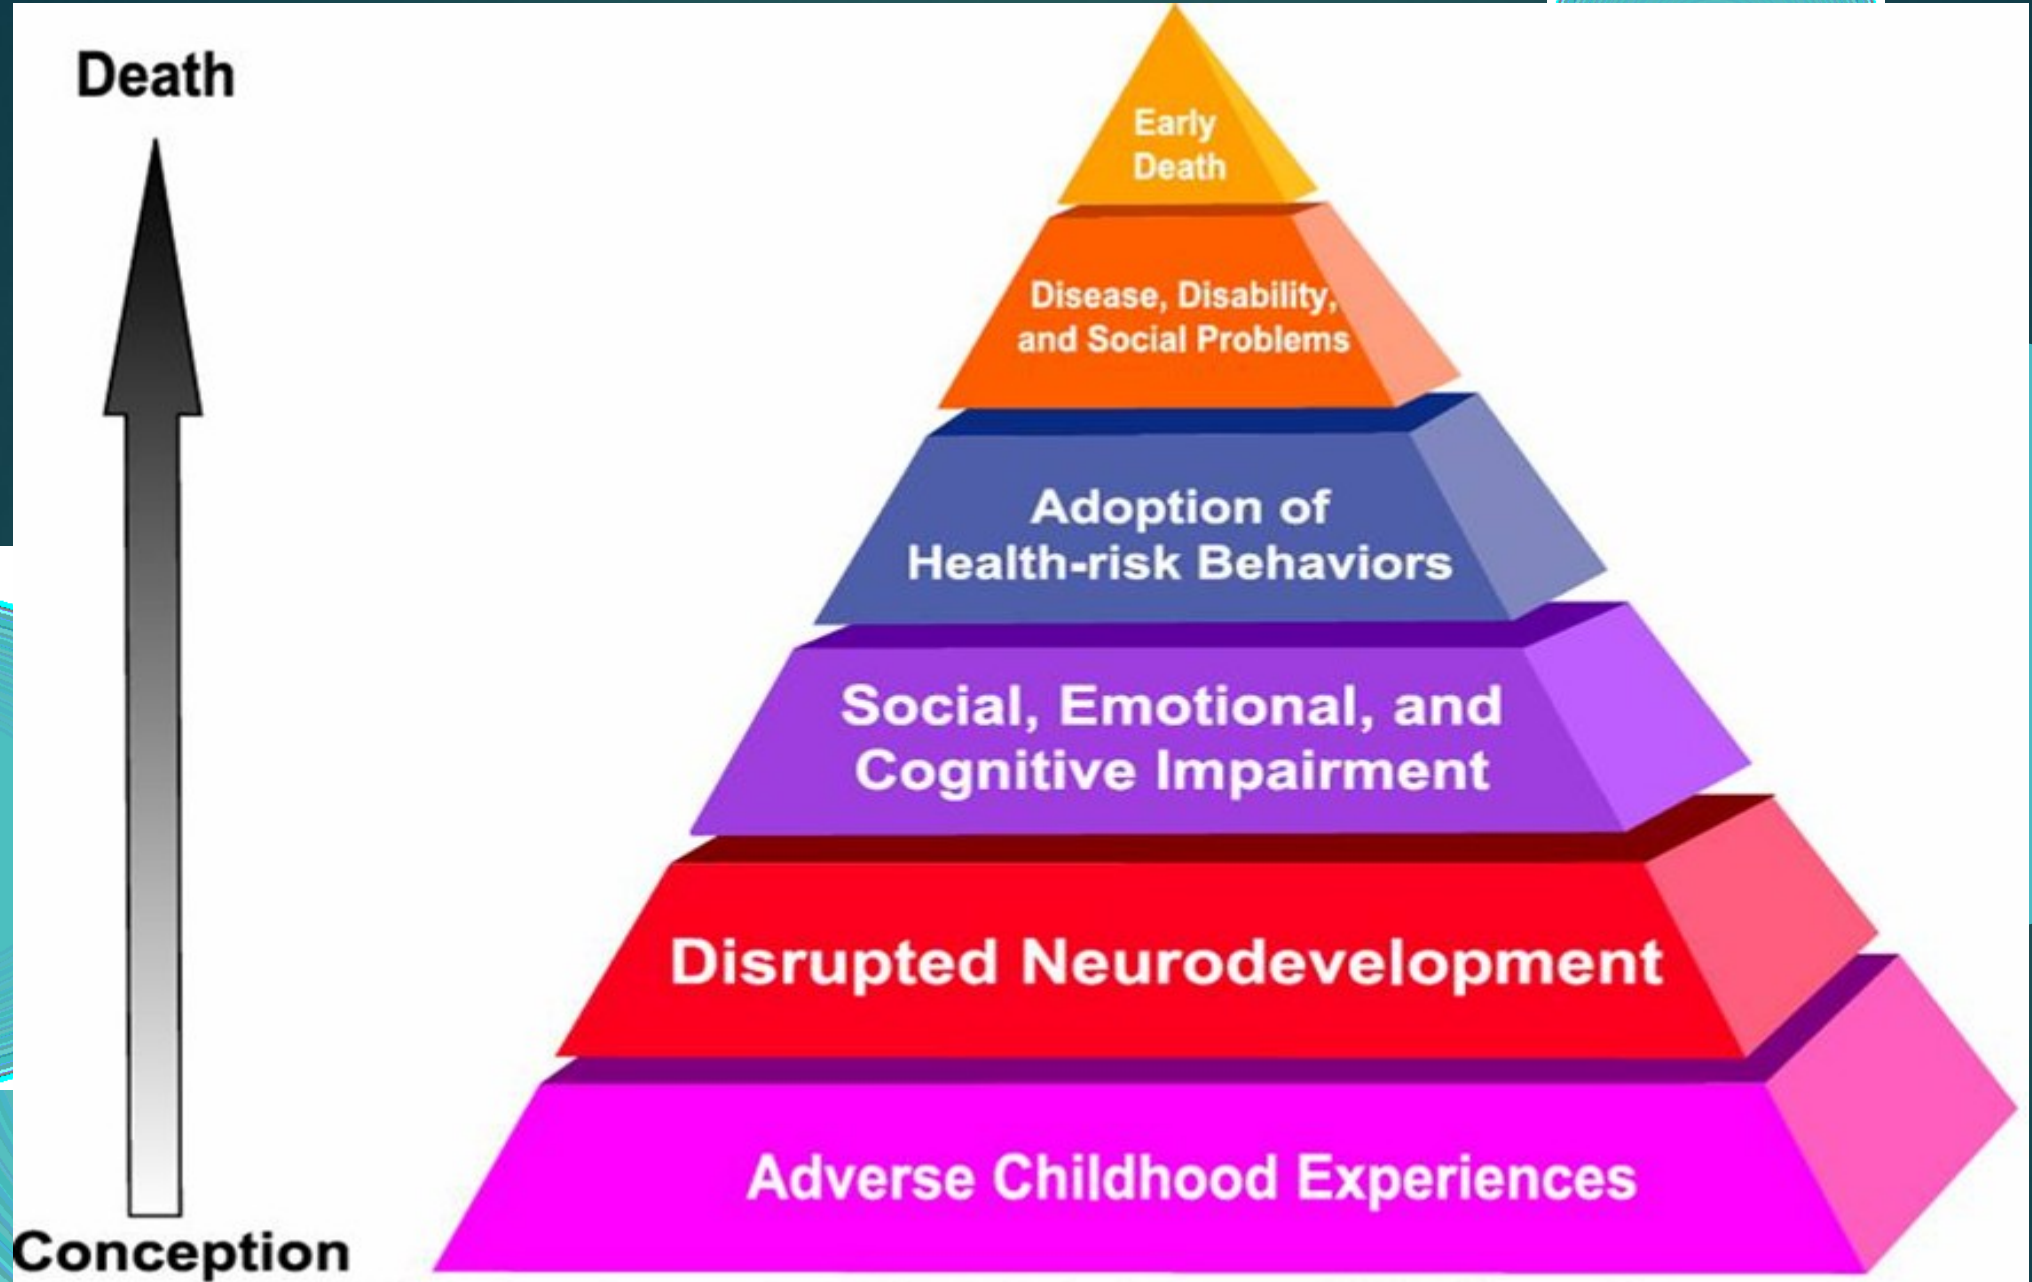 Death
Early
Death
Disease, Disability,
and Social Problems
Adoption of
Health-risk Behaviors
Social, Emotional, and
Cognitive Impairment
Disrupted Neurodevelopment
Adverse Childhood Experiences
Conception